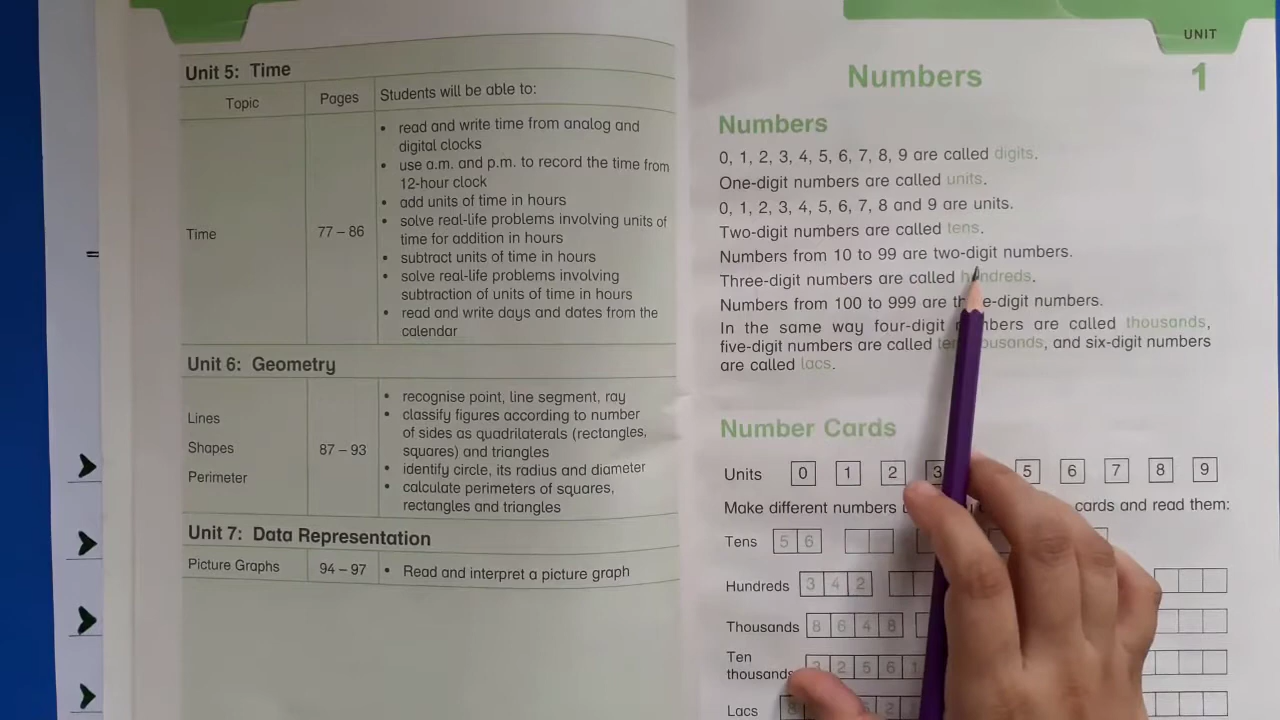 Unit 5: Time
Topic Pages Students will be able to:
Time 77 – 86
• read and write time from analog and
digital clocks
• use a.m. and p.m. to record the time from
12-hour clock
• add units of time in hours
• solve real-life problems involving units of
time for addition in hours
• subtract units of time in hours
• solve real-life problems involving
subtraction of units of time in hours
• read and write days and dates from the
calendar
Unit 6: Geometry
Lines
Shapes
Perimeter
87 – 93
• recognise point, line segment, ray
• classify figures according to number
of sides as quadrilaterals (rectangles,
squares) and triangles
• identify circle, its radius and diameter
• calculate perimeters of squares,
rectangles and triangles
Unit 7: Data Representation
Picture Graphs 94 – 97 • Read and interpret a picture graph
UNIT
1
Numbers
Numbers
0, 1, 2, 3, 4, 5, 6, 7, 8, 9 are called digits.
One-digit numbers are called units.
0, 1, 2, 3, 4, 5, 6, 7, 8 and 9 are units.
Two-digit numbers are called tens.
Numbers from 10 to 99 are two-digit numbers.
Three-digit numbers are called hundreds.
Numbers from 100 to 999 are three-digit numbers.
In the same way four-digit numbers are called thousands,
five-digit numbers are called ten thousands, and six-digit numbers
are called lacs.
Number Cards
Units 0 1 2 3 5 6 7 8 9
Make different numbers cards and read them:
Tens 5 6
Hundreds 3 4 2
Thousands 8 6 4 8
Ten
thousands 3 2 5 6 1
Lacs